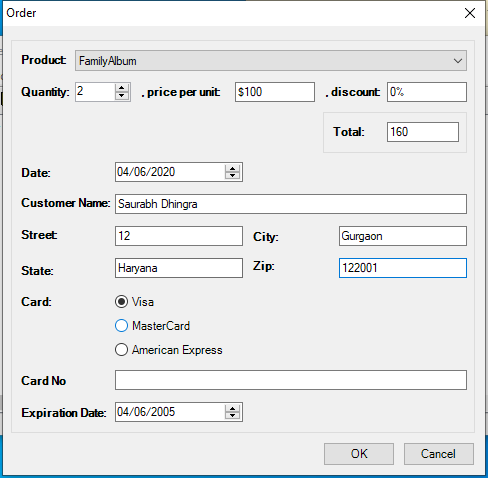 Order
Product: FamilyAlbum
Quantity: 2 , price per unit: $100 , discount: 0%
Total: 160
Date: 04/06/2020
Customer Name: Saurabh Dhingra
Street: 12 City: Gurgaon
State: Haryana Zip: 122001
Card: Visa
MasterCard
American Express
Card No
Expiration Date: 04/06/2005
OK Cancel